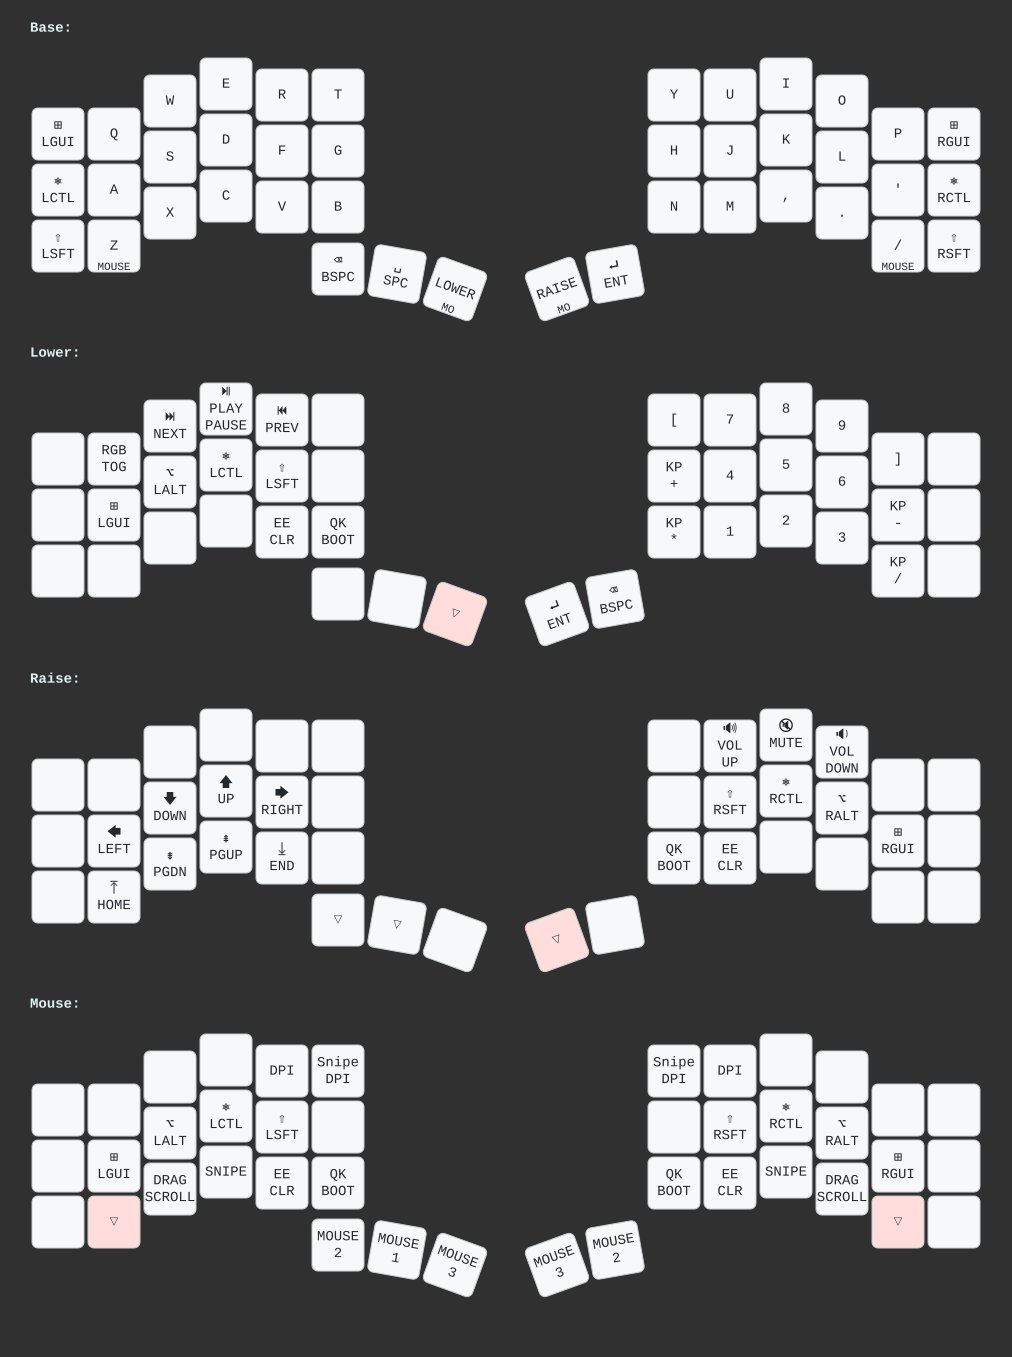 Base:
⊞ LGUI
Q
W
E
R
T
Y
U
I
O
P
⊞ RGUI
⎈ LCTL
A
S
D
F
G
H
J
K
L
'
⎈ RCTL
⇧ LSFT
Z
MOUSE
X
C
V
B
N
M
,
.
/
MOUSE
⇧ RSFT
⌫ BSPC
␣ SPC
LOWER
MO
RAISE
MO
↵ ENT
Lower:
RGB
TOG
⏭ NEXT
⏯ PLAY
PAUSE
⏮ PREV
[
7
8
9
]
⊞ LGUI
⌥ LALT
⎈ LCTL
⇧ LSFT
KP
+
4
5
6
KP
-
EE
CLR
QK
BOOT
KP
*
1
2
3
KP
/
▽
↵ ENT
⌫ BSPC
Raise:
🔊 VOL
UP
🔇 MUTE
🔉 VOL
DOWN
🡄 LEFT
🡇 DOWN
🡅 UP
🡆 RIGHT
⇧ RSFT
⎈ RCTL
⌥ RALT
⊞ RGUI
⤒ HOME
⇟ PGDN
⇞ PGUP
⤓ END
QK
BOOT
EE
CLR
▽
▽
▽
Mouse:
DPI
Snipe
DPI
Snipe
DPI
DPI
⊞ LGUI
⌥ LALT
⎈ LCTL
⇧ LSFT
⇧ RSFT
⎈ RCTL
⌥ RALT
⊞ RGUI
▽
DRAG
SCROLL
SNIPE
EE
CLR
QK
BOOT
QK
BOOT
EE
CLR
SNIPE
DRAG
SCROLL
▽
MOUSE
2
MOUSE
1
MOUSE
3
MOUSE
3
MOUSE
2